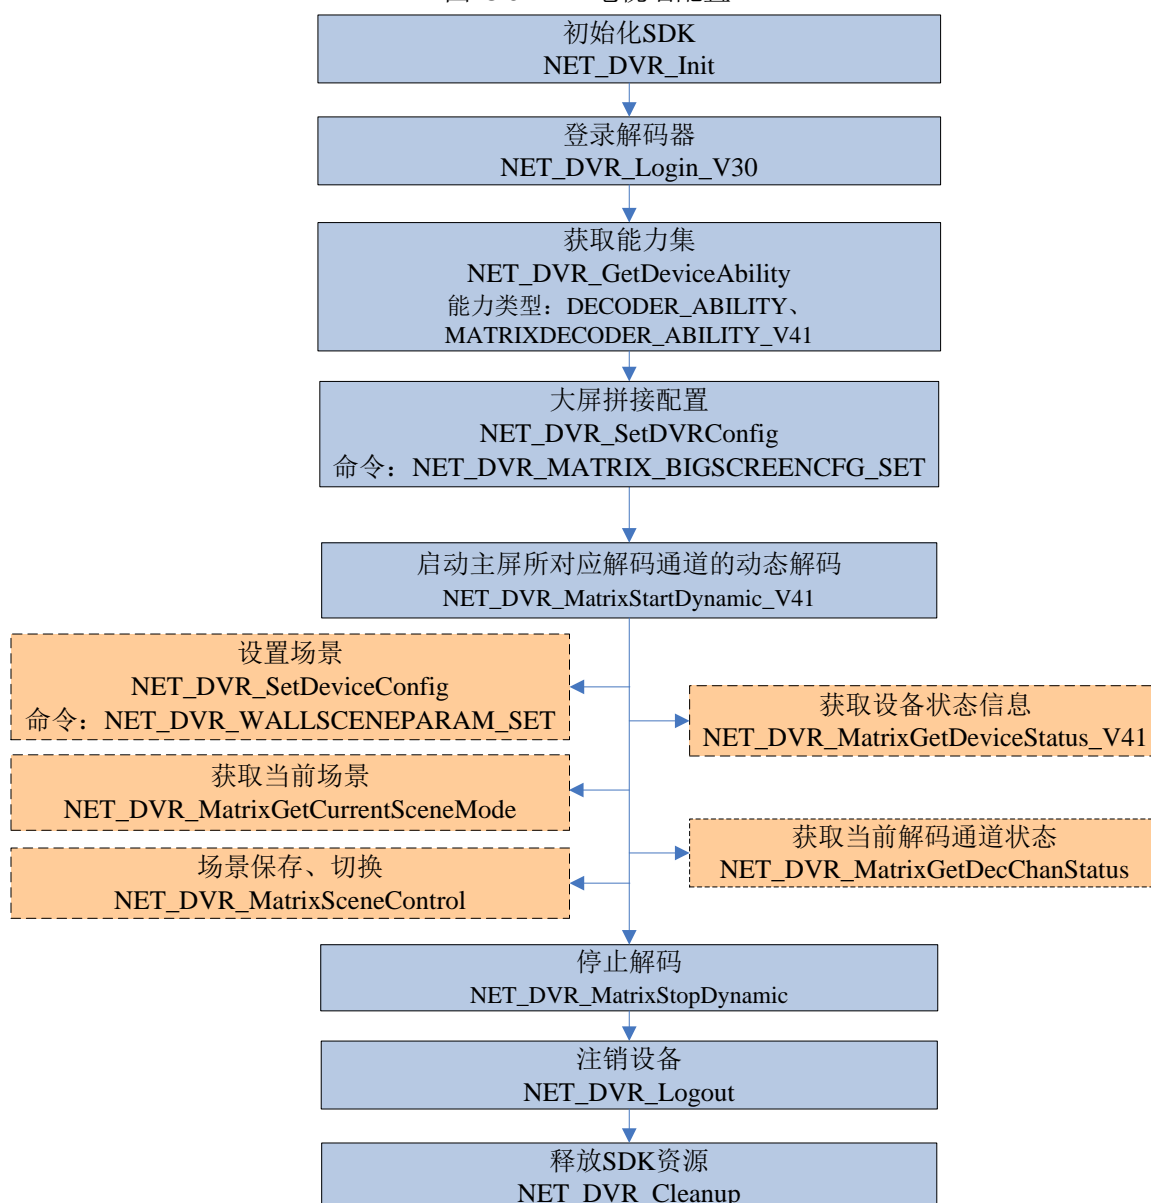 初始化SDK
NET_DVR_Init
登录解码器
NET_DVR_Login_V30
获取能力集
NET_DVR_GetDeviceAbility
能力类型：DECODER_ABILITY、
MATRIXDECODER_ABILITY_V41
大屏拼接配置
NET_DVR_SetDVRConfig
命令：NET_DVR_MATRIX_BIGSCREENCFG_SET
启动主屏所对应解码通道的动态解码
NET_DVR_MatrixStartDynamic_V41
设置场景
NET_DVR_SetDeviceConfig
命令：NET_DVR_WALLSCENEPARAM_SET
获取设备状态信息
NET_DVR_MatrixGetDeviceStatus_V41
获取当前场景
NET_DVR_MatrixGetCurrentSceneMode
获取当前解码通道状态
NET_DVR_MatrixGetDecChanStatus
场景保存、切换
NET_DVR_MatrixSceneControl
停止解码
NET_DVR_MatrixStopDynamic
注销设备
NET_DVR_Logout
释放SDK资源
NET_DVR_Cleanup